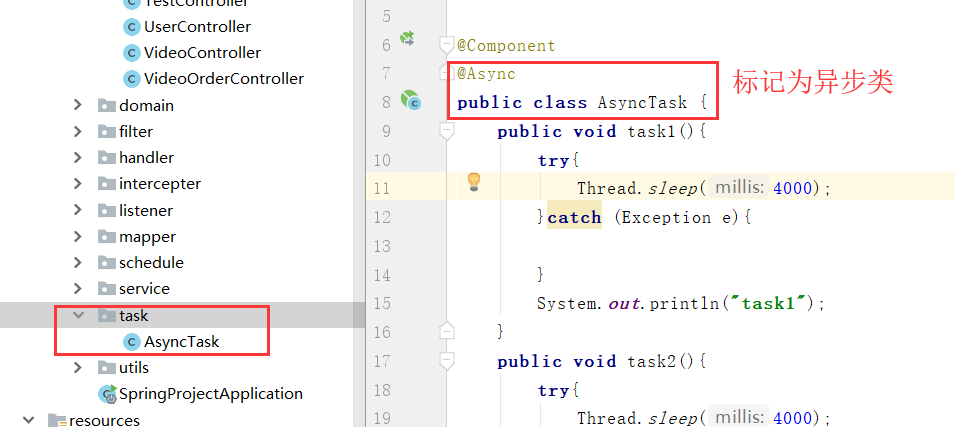 TestController
UserController
VideoController
VideoOrderController
domain
filter
handler
intercepter
listener
mapper
schedule
service
task
AsyncTask
utils
SpringProjectApplication
resources
5
6 @Component
7 @Async
8 public class AsyncTask {
标记为异步类
9 public void task1(){
10 try{
11 Thread.sleep( millis: 4000);
12 }catch (Exception e){
13
14 }
15 System.out.println("task1");
16 }
17 public void task2(){
18 try{
19 Thread.sleep( millis: 4000);